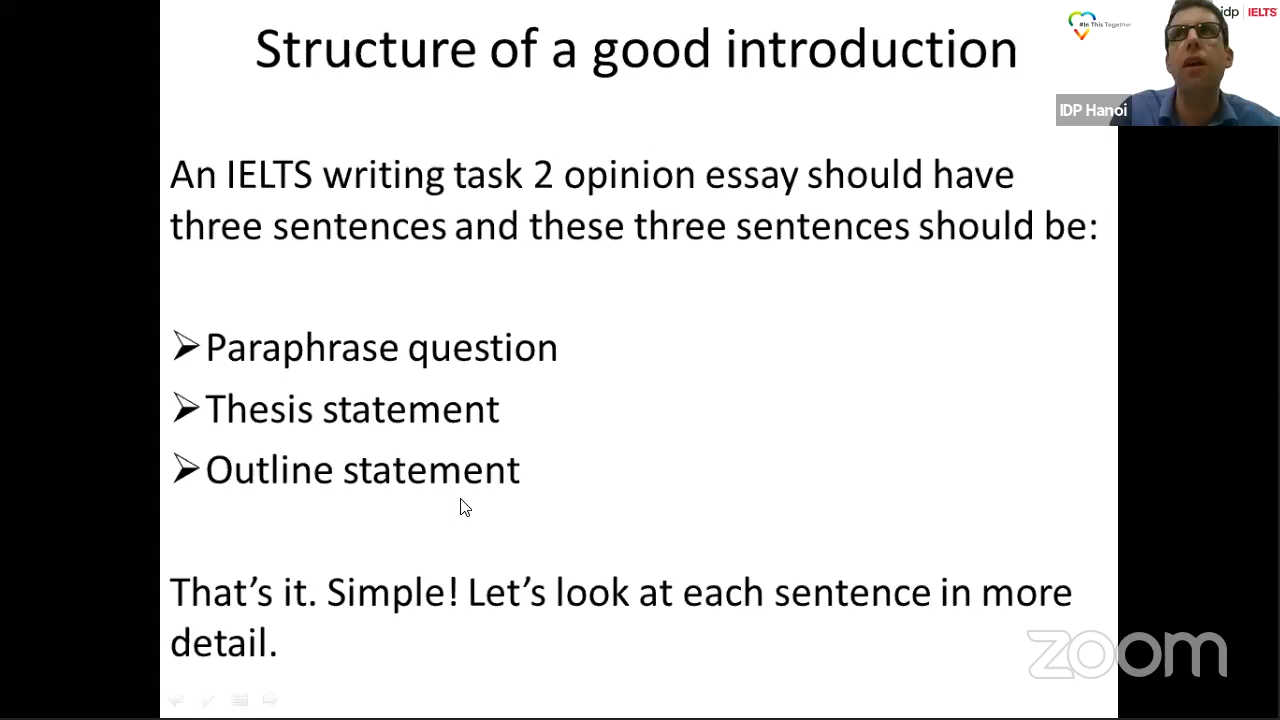 Structure of a good introduction
#In This Together
idp | IELTS
IDP Hanoi
An IELTS writing task 2 opinion essay should have
three sentences and these three sentences should be:
➢Paraphrase question
➢Thesis statement
➢Outline statement
That's it. Simple! Let's look at each sentence in more
detail.
zoom